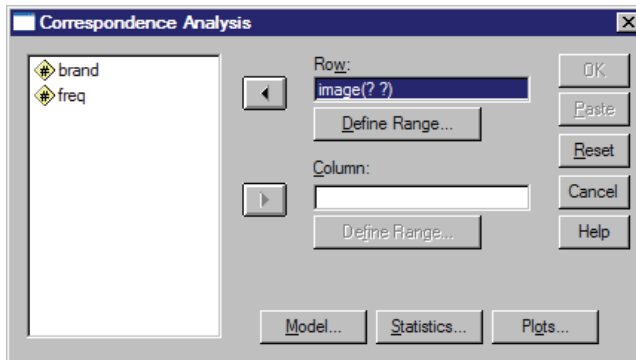 Correspondence Analysis
brand
freq
Row:
image(? ?)
Define Range...
Column:
Define Range...
OK
Paste
Reset
Cancel
Help
Model...
Statistics...
Plots...